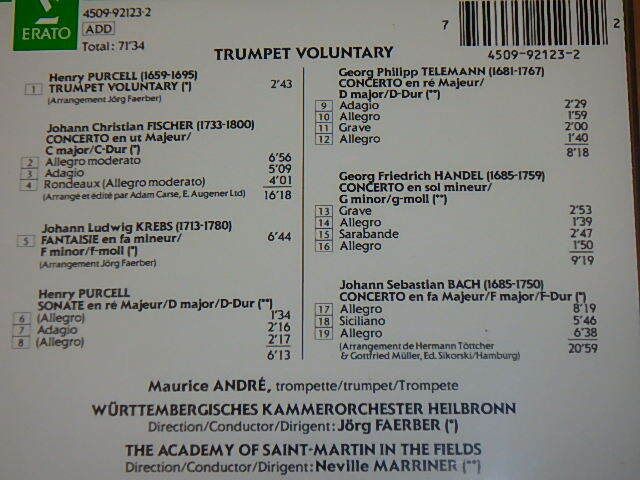 ERATO
4509-92123-2
ADD
Total: 71'34
7
4509-92123-2
2
TRUMPET VOLUNTARY
Henry PURCELL (1659-1695)
1 TRUMPET VOLUNTARY (*) 2'43
(Arrangement Jörg Faerber)
Johann Christian FISCHER (1733-1800)
CONCERTO en ut Majeur/
C major/C-Dur (*)
2 Allegro moderato 6'56
3 Adagio 5'09
4 Rondeaux (Allegro moderato) 4'01
(Arrangé et édité par Adam Carse, E. Augener Ltd) 16'18
Johann Ludwig KREBS (1713-1780)
5 FANTAISIE en fa mineur/ 6'44
F minor/f-moll (*)
(Arrangement Jörg Faerber)
Henry PURCELL
SONATE en ré Majeur/D major/D-Dur (**)
6 (Allegro) 1'34
7 Adagio 2'16
8 (Allegro) 2'17
6'13
Georg Philipp TELEMANN (1681-1767)
CONCERTO en ré Majeur/
D major/D-Dur (**)
9 Adagio 2'29
10 Allegro 1'59
11 Grave 2'00
12 Allegro 1'40
8'18
Georg Friedrich HANDEL (1685-1759)
CONCERTO en sol mineur/
G minor/g-moll (**)
13 Grave 2'53
14 Allegro 1'39
15 Sarabande 2'47
16 Allegro 1'50
9'19
Johann Sebastian BACH (1685-1750)
CONCERTO en fa Majeur/F major/F-Dur (*)
17 Allegro 8'19
18 Siciliano 5'46
19 Allegro 6'38
(Arrangement de Hermann Töttcher 20'59
& Gottfried Müller, Ed. Sikorski/Hamburg)
Maurice ANDRÉ, trompette/trumpet/Trompete
WÜRTTEMBERGISCHES KAMMERORCHESTER HEILBRONN
Direction/Conductor/Dirigent: Jörg FAERBER (*)
THE ACADEMY OF SAINT-MARTIN IN THE FIELDS
Direction/Conductor/Dirigent: Neville MARRINER (**)